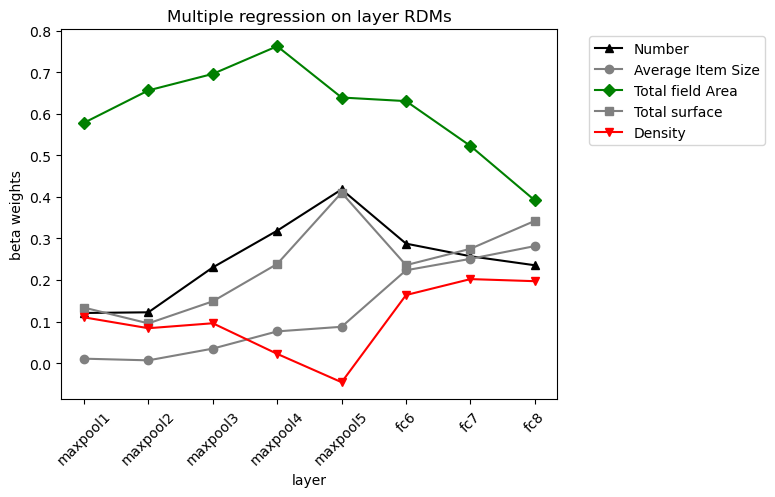 Multiple regression on layer RDMs
0.8
0.7
0.6
0.5
0.4
0.3
0.2
0.1
0.0
beta weights
maxpool1
maxpool2
maxpool3
maxpool4
maxpool5
fc6
fc7
fc8
layer
Number
Average Item Size
Total field Area
Total surface
Density